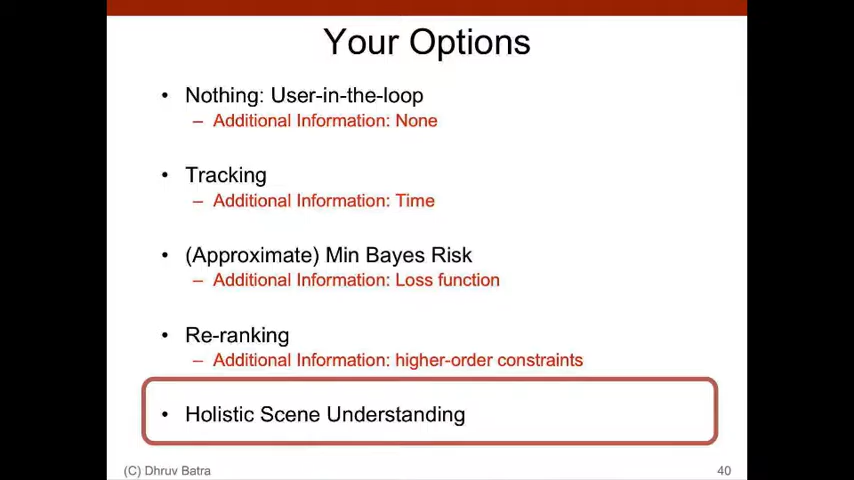 Your Options
• Nothing: User-in-the-loop
– Additional Information: None
• Tracking
– Additional Information: Time
• (Approximate) Min Bayes Risk
– Additional Information: Loss function
• Re-ranking
– Additional Information: higher-order constraints
• Holistic Scene Understanding
(C) Dhruv Batra
40